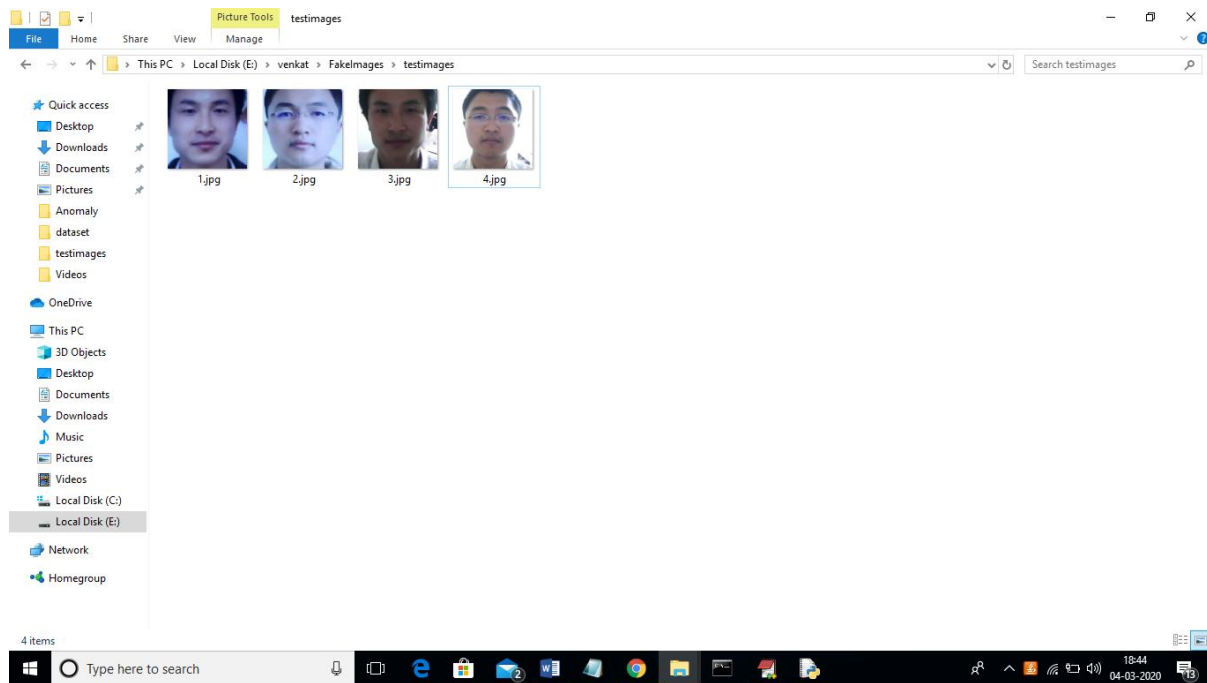 Picture Tools testimages
File Home Share View Manage
This PC Local Disk (E:) venkat FakeImages testimages
Search testimages
Quick access
Desktop
Downloads
Documents
Pictures
Anomaly
dataset
testimages
Videos
OneDrive
This PC
3D Objects
Desktop
Documents
Downloads
Music
Pictures
Videos
Local Disk (C:)
Local Disk (E:)
Network
Homegroup
1.jpg 2.jpg 3.jpg 4.jpg
4 items
Type here to search
2
18:44
04-03-2020
13